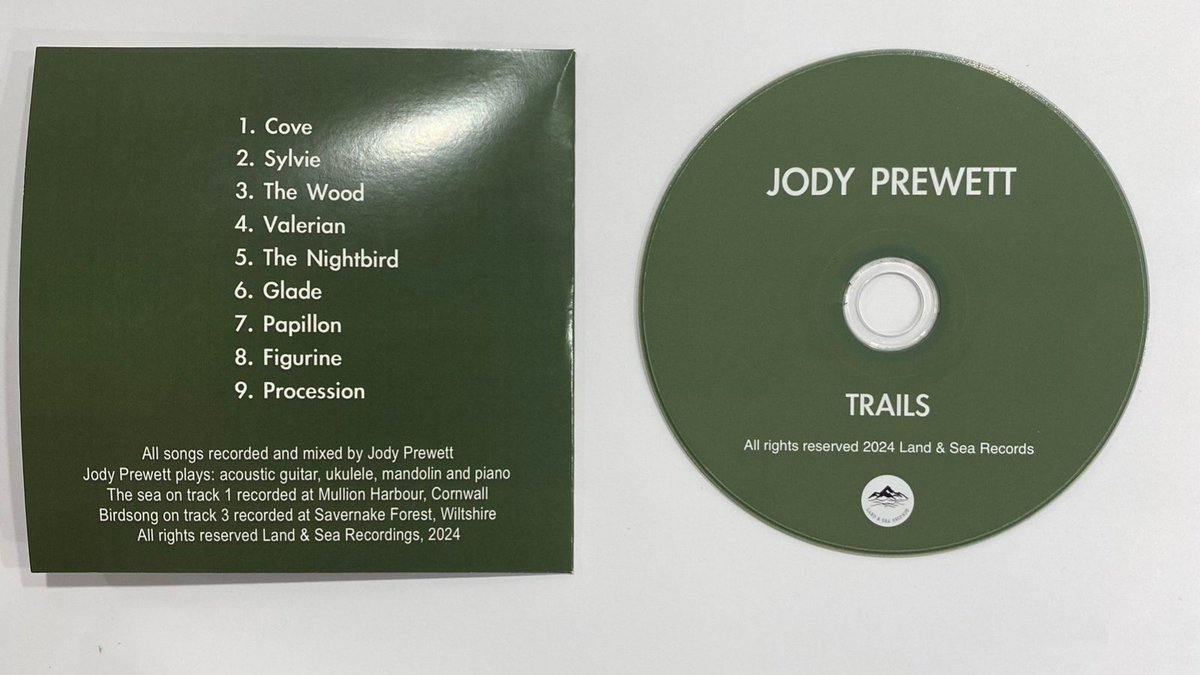 1. Cove
2. Sylvie
3. The Wood
4. Valerian
5. The Nightbird
6. Glade
7. Papillon
8. Figurine
9. Procession
All songs recorded and mixed by Jody Prewett
Jody Prewett plays: acoustic guitar, ukulele, mandolin and piano
The sea on track 1 recorded at Mullion Harbour, Cornwall
Birdsong on track 3 recorded at Savernake Forest, Wiltshire
All rights reserved Land & Sea Recordings, 2024
JODY PREWETT
TRAILS
All rights reserved 2024 Land & Sea Records
LAND & SEA RECORDS